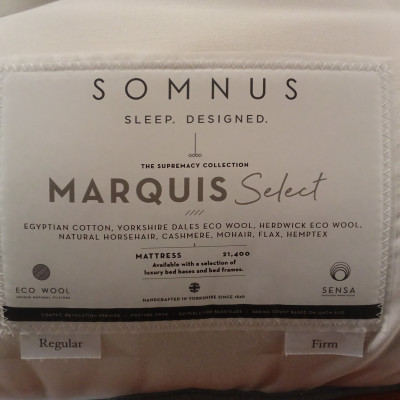 SOMNUS
SLEEP. DESIGNED.
THE SUPREMACY COLLECTION
MARQUIS Select
EGYPTIAN COTTON, YORKSHIRE DALES ECO WOOL, HERDWICK ECO WOOL,
NATURAL HORSEHAIR, CASHMERE, MOHAIR, FLAX, HEMPTEX
MATTRESS 21,400
Available with a selection of
luxury bed bases and bed frames.
ECO WOOL
SENSA
HANDCRAFTED IN YORKSHIRE SINCE 1840
Regular
Firm